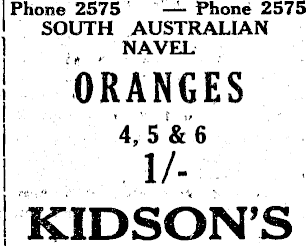 Phone 2575 — Phone 2575
SOUTH AUSTRALIAN
NAVEL
ORANGES
4, 5 & 6
1/-
KIDSON'S